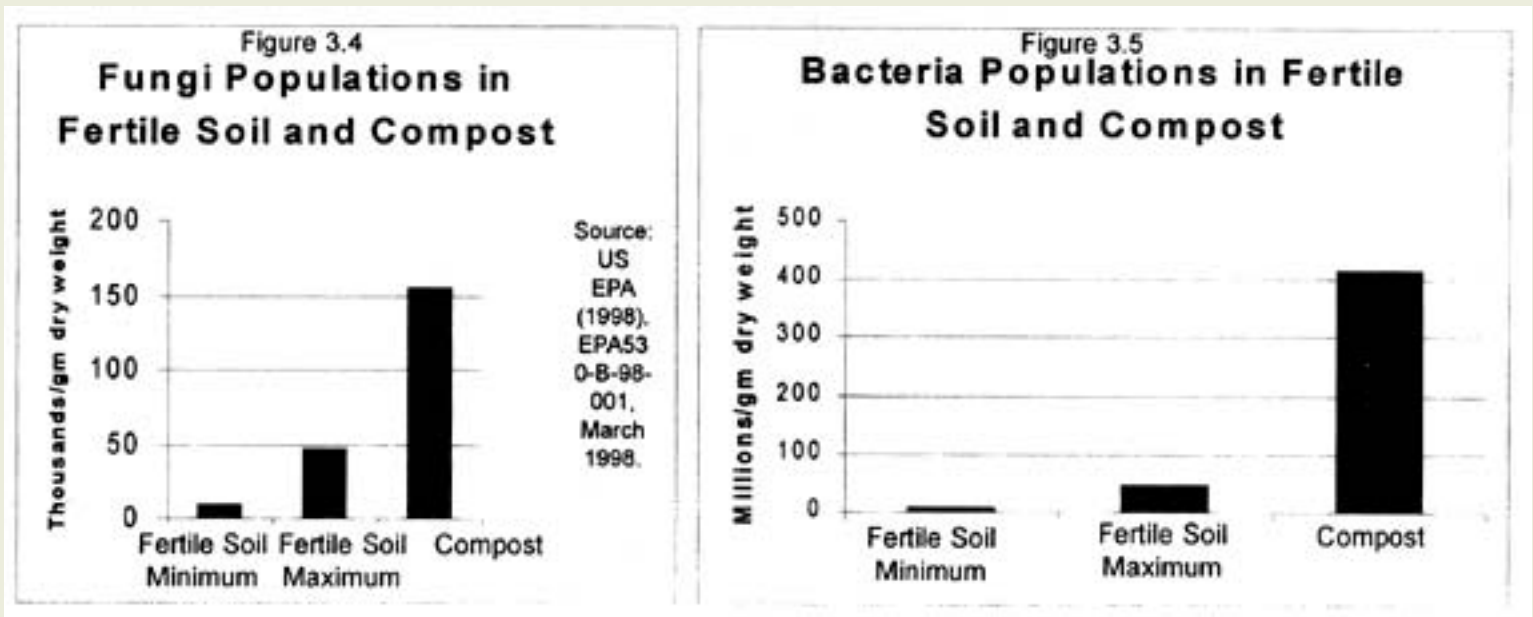 Figure 3.4
Fungi Populations in
Fertile Soil and Compost
Thousands/gm dry weight
200
150
100
50
0
Fertile Soil
Minimum
Fertile Soil
Maximum
Compost
Source:
US
EPA
(1998).
EPA53
0-B-98-
001,
March
1998.
Figure 3.5
Bacteria Populations in Fertile
Soil and Compost
Millions/gm dry weight
500
400
300
200
100
0
Fertile Soil
Minimum
Fertile Soil
Maximum
Compost